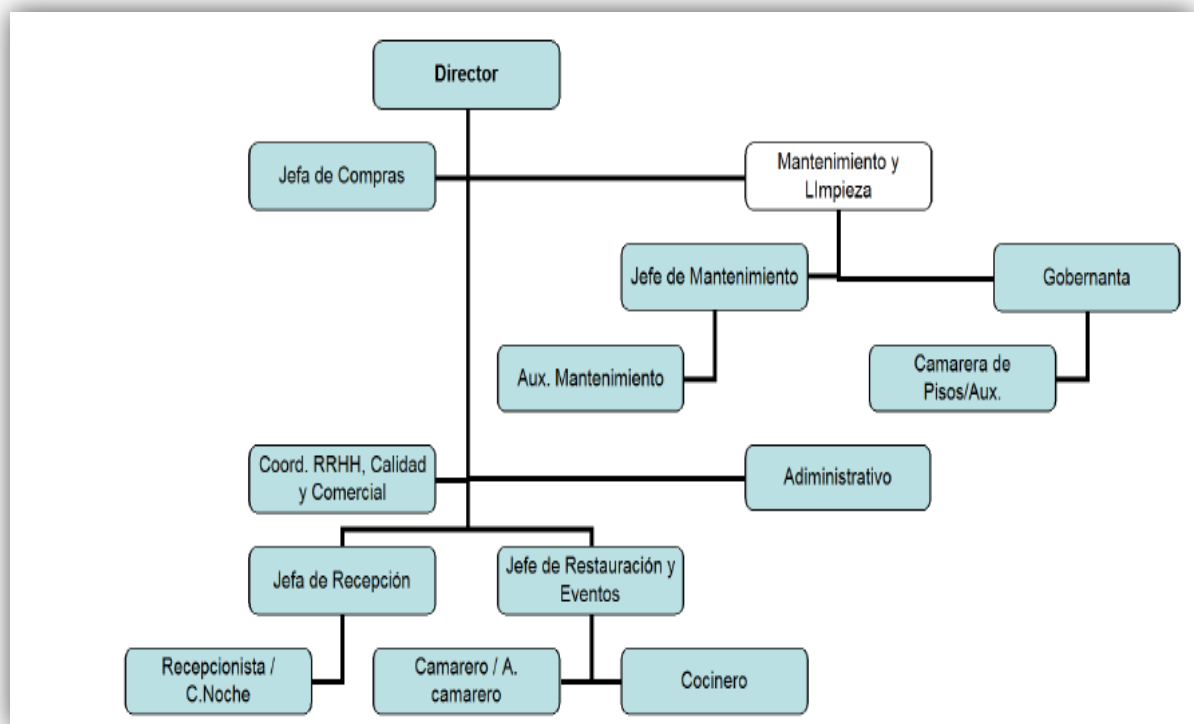 Director
Jefa de Compras
Mantenimiento y
LImpieza
Jefe de Mantenimiento
Gobernanta
Aux. Mantenimiento
Camarera de
Pisos/Aux.
Coord. RRHH, Calidad
y Comercial
Adiministrativo
Jefa de Recepción
Jefe de Restauración y
Eventos
Recepcionista /
C.Noche
Camarero / A.
camarero
Cocinero